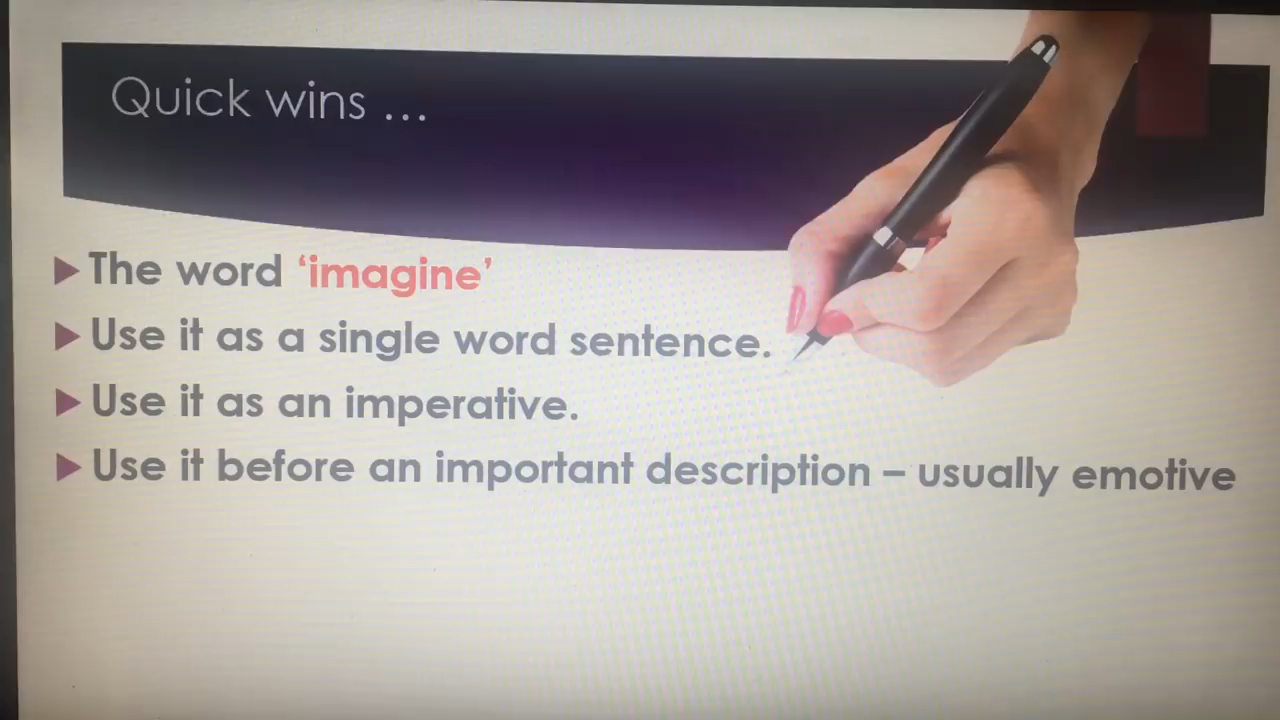 Quick wins ...
The word ‘imagine’
Use it as a single word sentence.
Use it as an imperative.
Use it before an important description – usually emotive